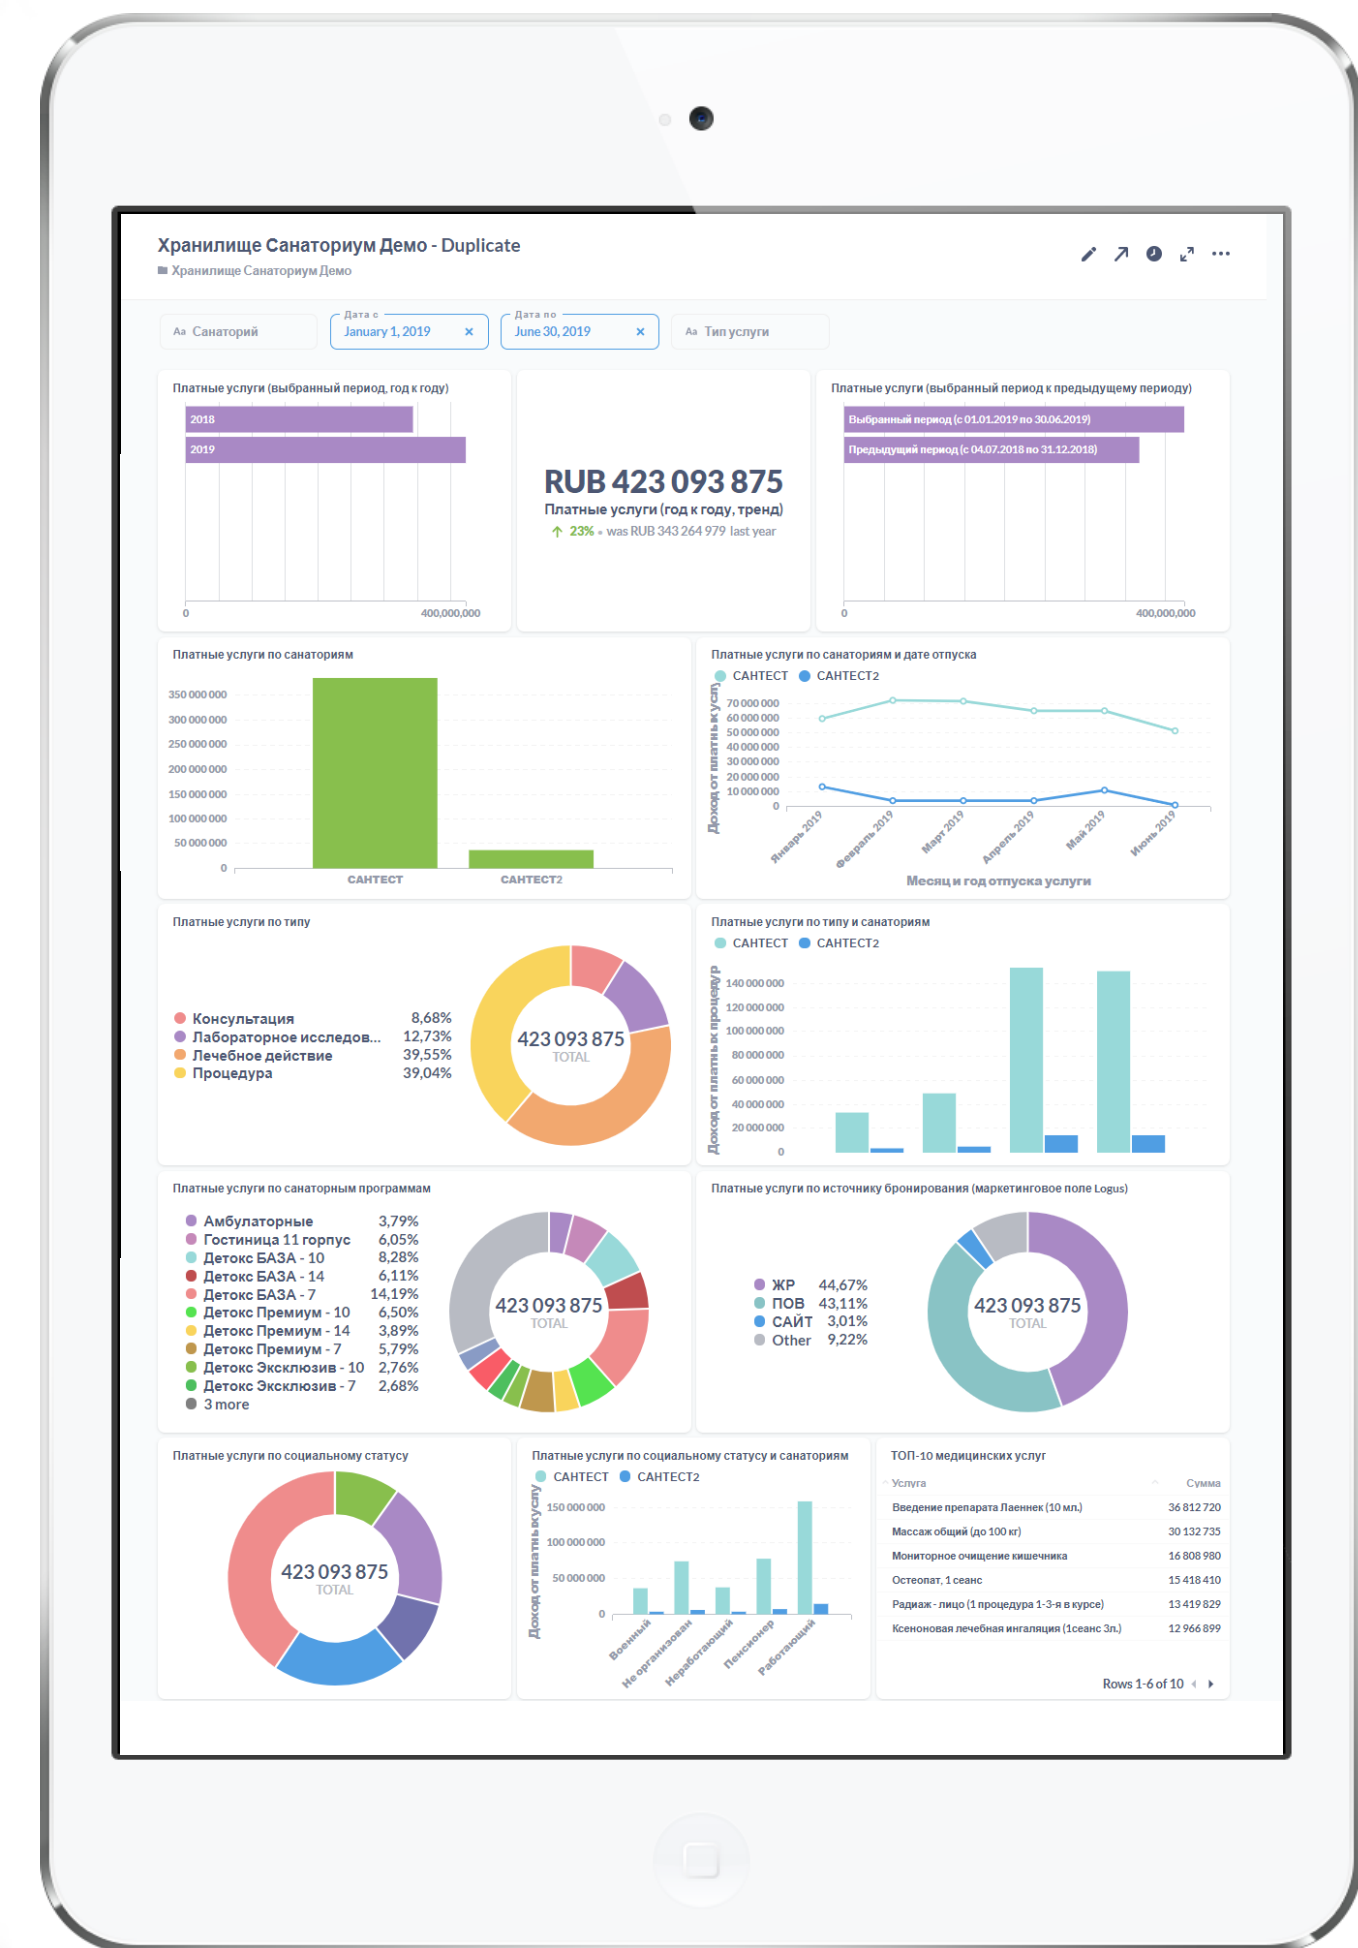 Хранилище Санаториум Демо - Duplicate
Хранилище Санаториум Демо
Aa Санаторий
Дата с
January 1, 2019
Дата по
June 30, 2019
Aa Тип услуги
Платные услуги (выбранный период, год к году)
2018
2019
0
400,000,000
RUB 423 093 875
Платные услуги (год к году, тренд)
23% • was RUB 343 264 979 last year
Платные услуги (выбранный период к предыдущему периоду)
Выбранный период (с 01.01.2019 по 30.06.2019)
Предыдущий период (с 04.07.2018 по 31.12.2018)
0
400,000,000
Платные услуги по санаториям
350 000 000
300 000 000
250 000 000
200 000 000
150 000 000
100 000 000
50 000 000
0
САНТЕСТ
САНТЕСТ2
Платные услуги по санаториям и дате отпуска
САНТЕСТ
САНТЕСТ2
Доход от платных услу
70 000 000
60 000 000
50 000 000
40 000 000
30 000 000
20 000 000
10 000 000
0
Январь 2019
Февраль 2019
Март 2019
Апрель 2019
Май 2019
Июнь 2019
Месяц и год отпуска услуги
Платные услуги по типу
Консультация 8,68%
Лабораторное исследов... 12,73%
Лечебное действие 39,55%
Процедура 39,04%
423 093 875
TOTAL
Платные услуги по типу и санаториям
САНТЕСТ
САНТЕСТ2
Доход от платных процедур
140 000 000
120 000 000
100 000 000
80 000 000
60 000 000
40 000 000
20 000 000
0
Платные услуги по санаторным программам
Амбулаторные 3,79%
Гостиница 11 горпус 6,05%
Детокс БАЗА - 10 8,28%
Детокс БАЗА - 14 6,11%
Детокс БАЗА - 7 14,19%
Детокс Премиум - 10 6,50%
Детокс Премиум - 14 3,89%
Детокс Премиум - 7 5,79%
Детокс Эксклюзив - 10 2,76%
Детокс Эксклюзив - 7 2,68%
3 more
423 093 875
TOTAL
Платные услуги по источнику бронирования (маркетинговое поле Logus)
ЖР 44,67%
ПОВ 43,11%
САЙТ 3,01%
Other 9,22%
423 093 875
TOTAL
Платные услуги по социальному статусу
423 093 875
TOTAL
Платные услуги по социальному статусу и санаториям
САНТЕСТ
САНТЕСТ2
Доход от платных услу
150 000 000
100 000 000
50 000 000
0
Военный
Не организован
Неработающий
Пенсионер
Работающий
ТОП-10 медицинских услуг
Услуга Сумма
Введение препарата Лаеннек (10 мл.) 36 812 720
Массаж общий (до 100 кг) 30 132 735
Мониторное очищение кишечника 16 808 980
Остеопат, 1 сеанс 15 418 410
Радиаж - лицо (1 процедура 1-3-я в курсе) 13 419 829
Ксеноновая лечебная ингаляция (1сеанс 3л.) 12 966 899
Rows 1-6 of 10